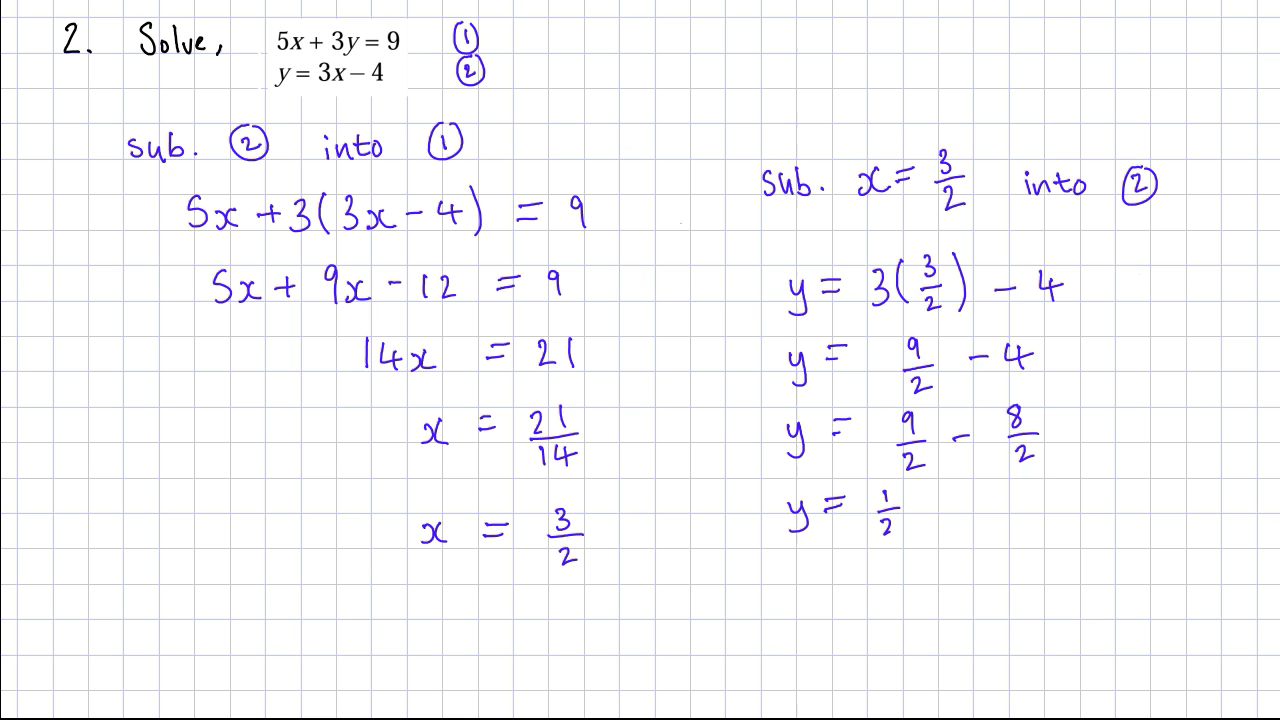 2. Solve, 5x + 3y = 9 ①
y = 3x – 4 ②
sub. ② into ①
5x + 3(3x – 4) = 9
5x + 9x – 12 = 9
14x = 21
x = 21/14
x = 3/2
sub. x = 3/2 into ②
y = 3(3/2) – 4
y = 9/2 – 4
y = 9/2 – 8/2
y = 1/2